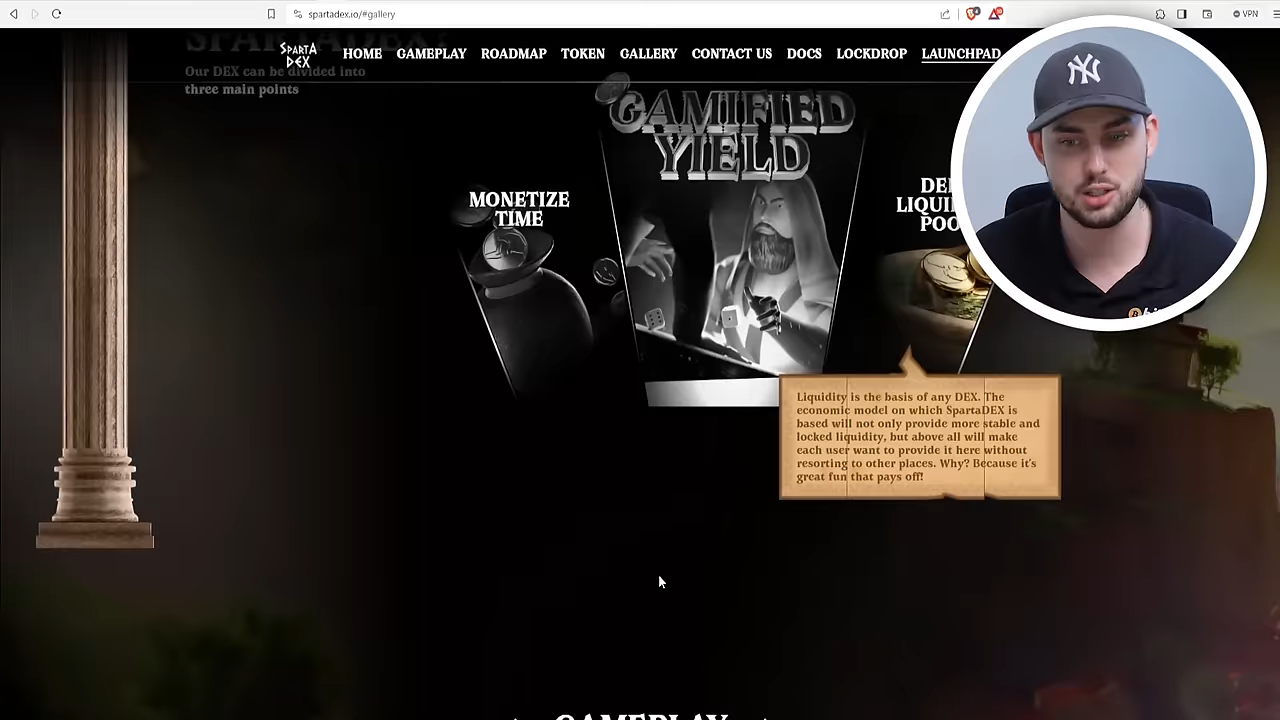 spartadex.io/#gallery
VPN
SPARTA
DEX
HOME GAMEPLAY ROADMAP TOKEN GALLERY CONTACT US DOCS LOCKDROP LAUNCHPAD
SPARTADEX?
Our DEX can be divided into
three main points
MONETIZE
TIME
GAMIFIED
YIELD
Liquidity is the basis of any DEX. The
economic model on which SpartaDEX is
based will not only provide more stable and
locked liquidity, but above all will make
each user want to provide it here without
resorting to other places. Why? Because it's
great fun that pays off!
GAMEPLAY